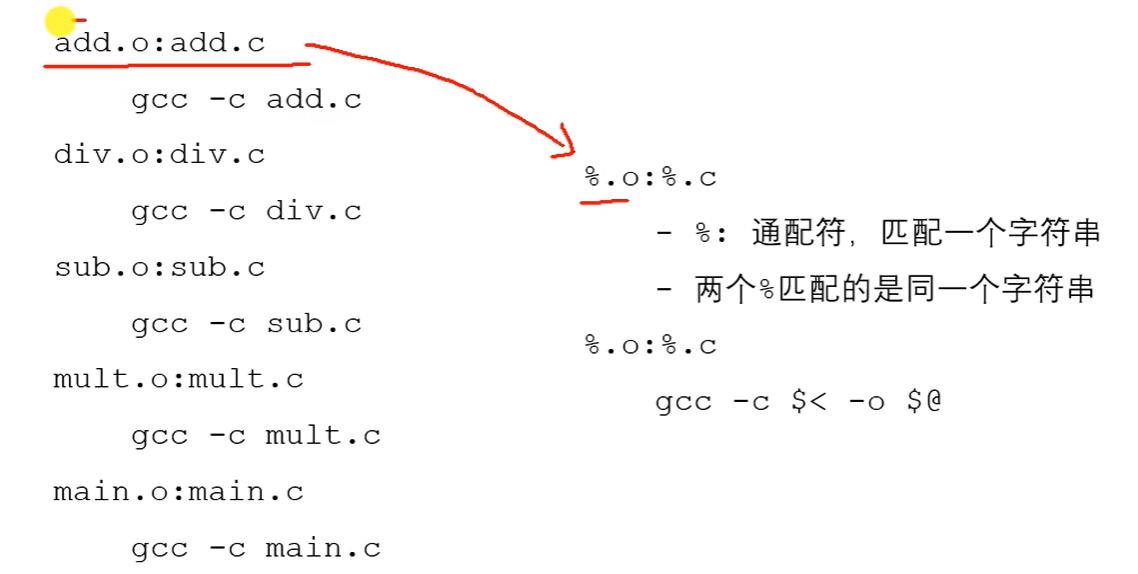 add.o:add.c
gcc -c add.c
div.o:div.c
gcc -c div.c
sub.o:sub.c
gcc -c sub.c
mult.o:mult.c
gcc -c mult.c
main.o:main.c
gcc -c main.c
%.o:%.c
- %: 通配符，匹配一个字符串
- 两个%匹配的是同一个字符串
%.o:%.c
gcc -c $< -o $@